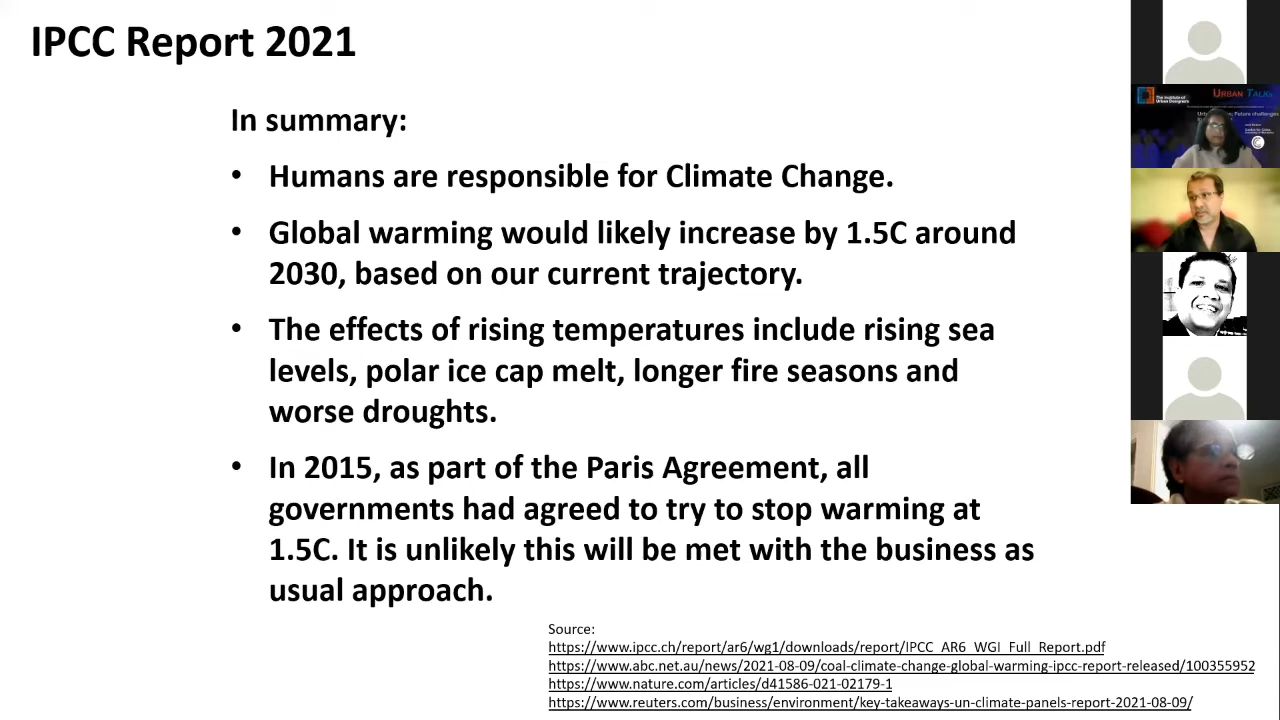 IPCC Report 2021
In summary:
• Humans are responsible for Climate Change.
• Global warming would likely increase by 1.5C around
2030, based on our current trajectory.
• The effects of rising temperatures include rising sea
levels, polar ice cap melt, longer fire seasons and
worse droughts.
• In 2015, as part of the Paris Agreement, all
governments had agreed to try to stop warming at
1.5C. It is unlikely this will be met with the business as
usual approach.
Source:
https://www.ipcc.ch/report/ar6/wg1/downloads/report/IPCC_AR6_WGI_Full_Report.pdf
https://www.abc.net.au/news/2021-08-09/coal-climate-change-global-warming-ipcc-report-released/100355952
https://www.nature.com/articles/d41586-021-02179-1
https://www.reuters.com/business/environment/key-takeaways-un-climate-panels-report-2021-08-09/
The Institute of
Urban Designers
URBAN TALKs
Future challenges